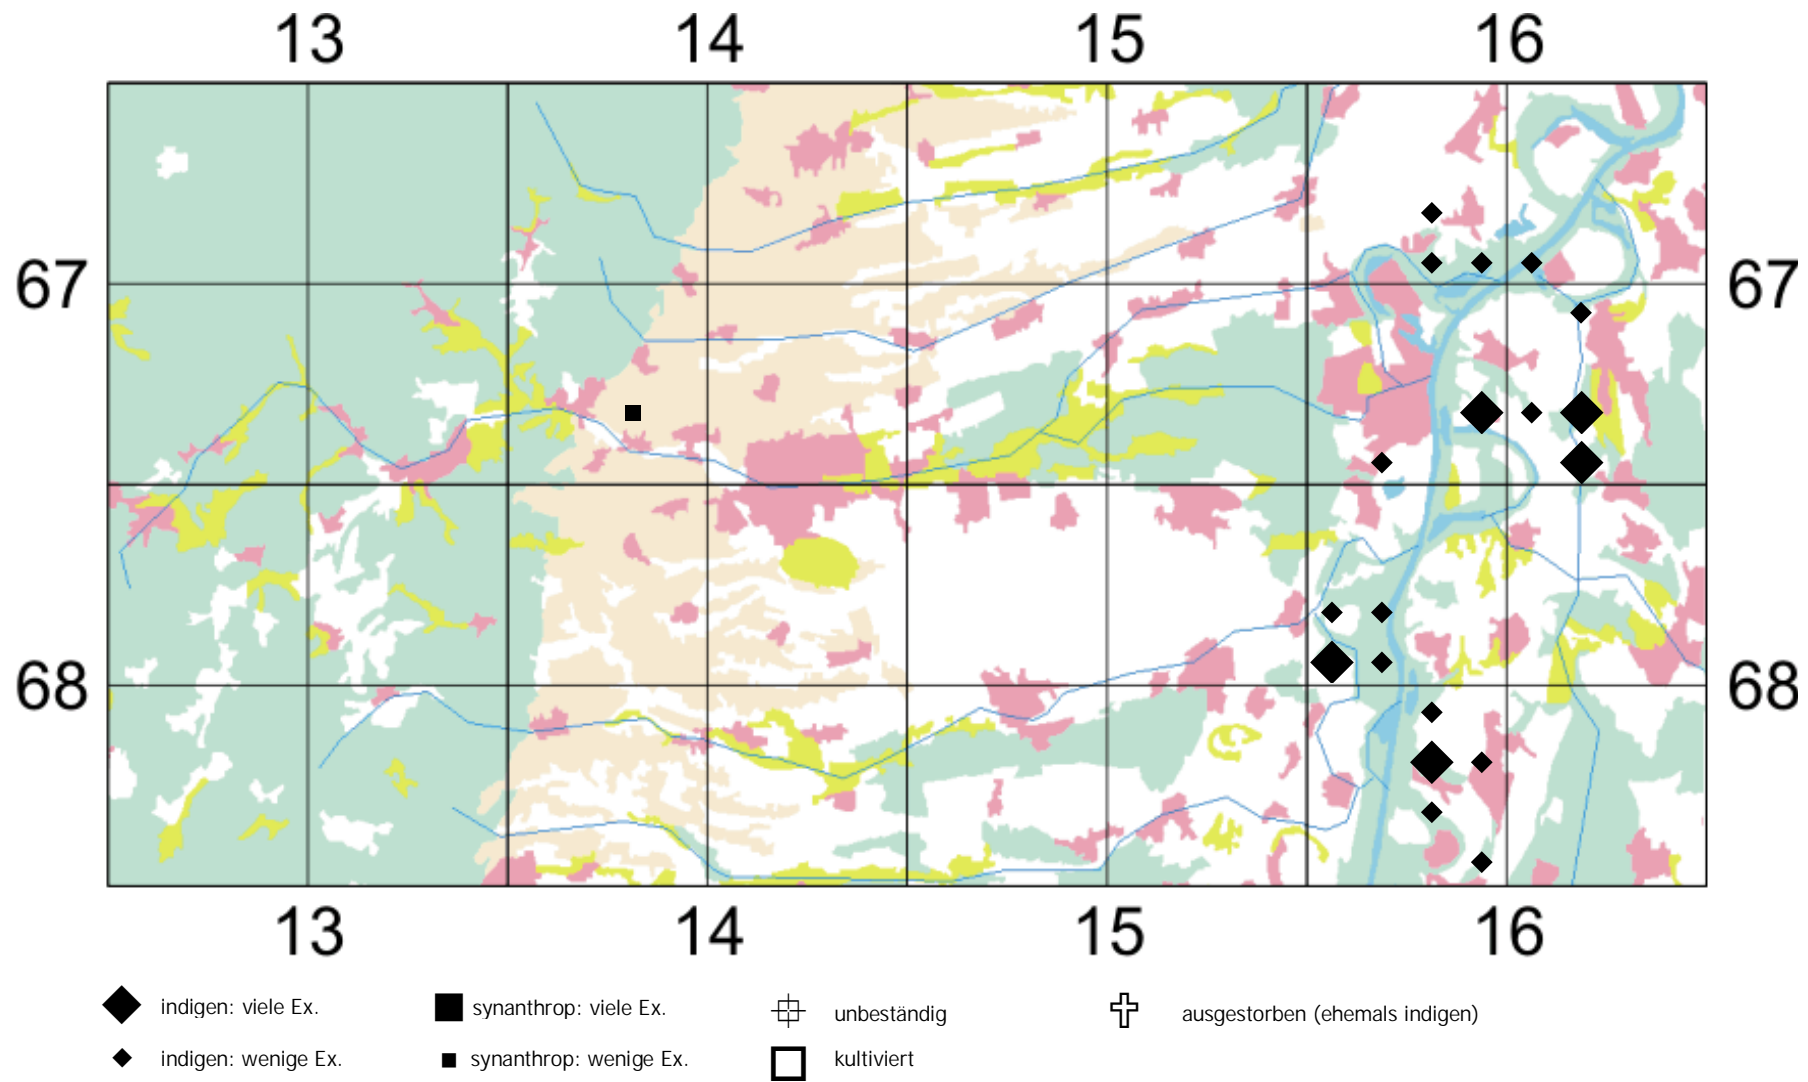 13 14 15 16
67 67
68 68
13 14 15 16
indigen: viele Ex. synanthrop: viele Ex. unbeständig ausgestorben (ehemals indigen)
indigen: wenige Ex. synanthrop: wenige Ex. kultiviert